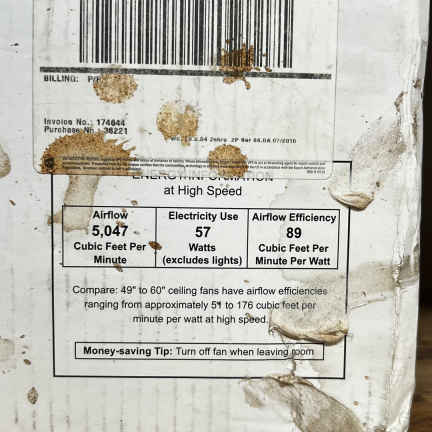 BILLING: P/P
Invoice No.: 174644
Purchase No.: 38221
ENERGY INFORMATION
at High Speed
Airflow
5,047
Cubic Feet Per
Minute
Electricity Use
57
Watts
(excludes lights)
Airflow Efficiency
89
Cubic Feet Per
Minute Per Watt
Compare: 49" to 60" ceiling fans have airflow efficiencies
ranging from approximately 51 to 176 cubic feet per
minute per watt at high speed.
Money-saving Tip: Turn off fan when leaving room